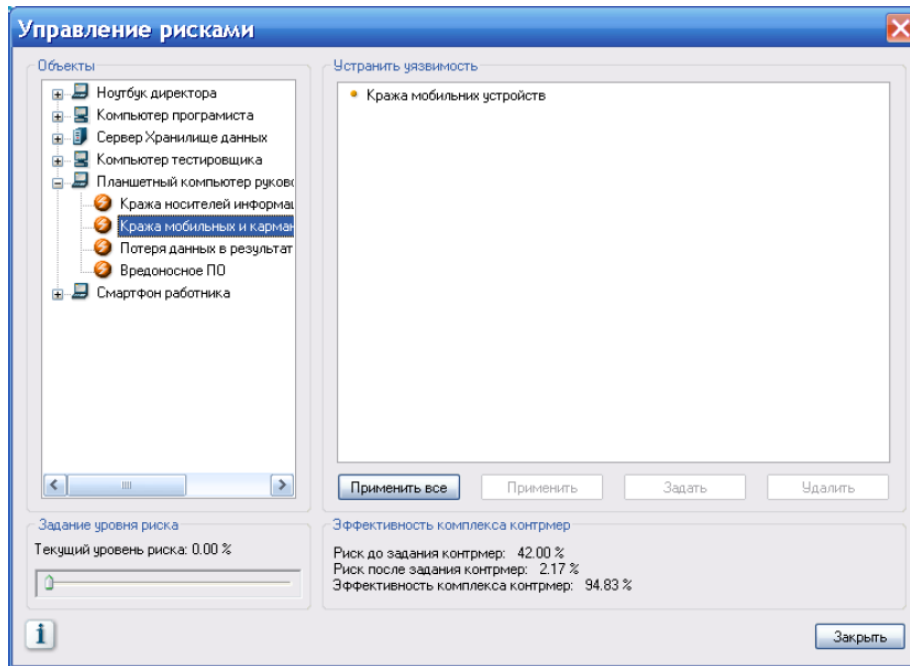 Управление рисками
Объекты
Ноутбук директора
Компьютер програмиста
Сервер Хранилище данных
Компьютер тестировщика
Планшетный компьютер руково
Кража носителей информац
Кража мобильных и карман
Потеря данных в результат
Вредоносное ПО
Смартфон работника
Устранить уязвимость
Кража мобильних устройств
Применить все
Применить
Задать
Удалить
Задание уровня риска
Текущий уровень риска: 0.00 %
Эффективность комплекса контрмер
Риск до задания контрмер: 42.00 %
Риск после задания контрмер: 2.17 %
Эффективность комплекса контрмер: 94.83 %
Закрыть